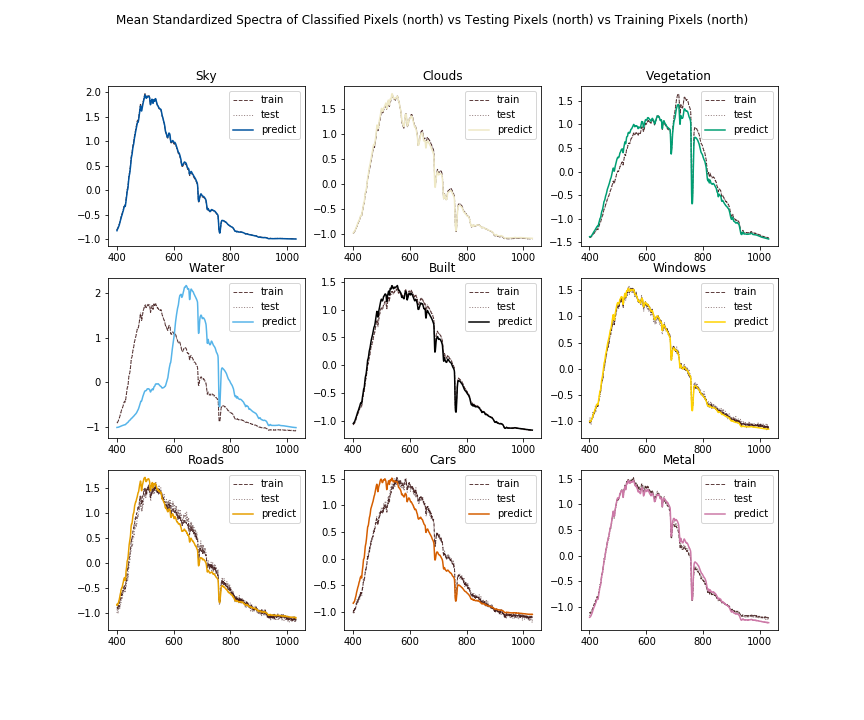 Mean Standardized Spectra of Classified Pixels (north) vs Testing Pixels (north) vs Training Pixels (north)
Sky
2.0
1.5
1.0
0.5
0.0
−0.5
−1.0
400 600 800 1000
train
test
predict
Clouds
1.5
1.0
0.5
0.0
−0.5
−1.0
400 600 800 1000
train
test
predict
Vegetation
1.5
1.0
0.5
0.0
−0.5
−1.0
−1.5
400 600 800 1000
train
test
predict
Water
2
1
0
−1
400 600 800 1000
train
test
predict
Built
1.5
1.0
0.5
0.0
−0.5
−1.0
400 600 800 1000
train
test
predict
Windows
1.5
1.0
0.5
0.0
−0.5
−1.0
400 600 800 1000
train
test
predict
Roads
1.5
1.0
0.5
0.0
−0.5
−1.0
400 600 800 1000
train
test
predict
Cars
1.5
1.0
0.5
0.0
−0.5
−1.0
400 600 800 1000
train
test
predict
Metal
1.5
1.0
0.5
0.0
−0.5
−1.0
400 600 800 1000
train
test
predict